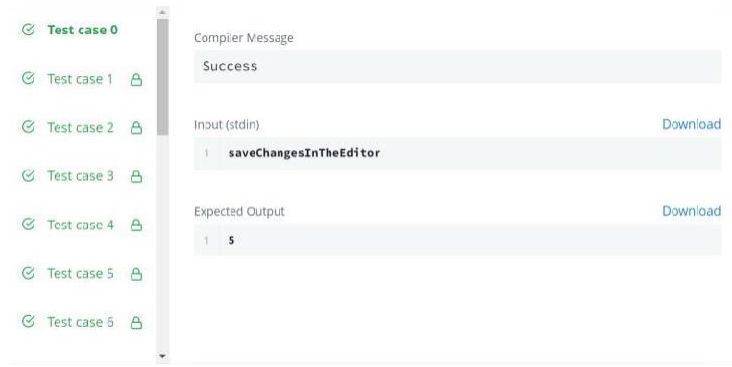 Test case 0
Test case 1
Test case 2
Test case 3
Test case 4
Test case 5
Test case 6
Compiler Message
Success
Input (stdin)
Download
1 saveChangesInTheEditor
Expected Output
Download
1 5